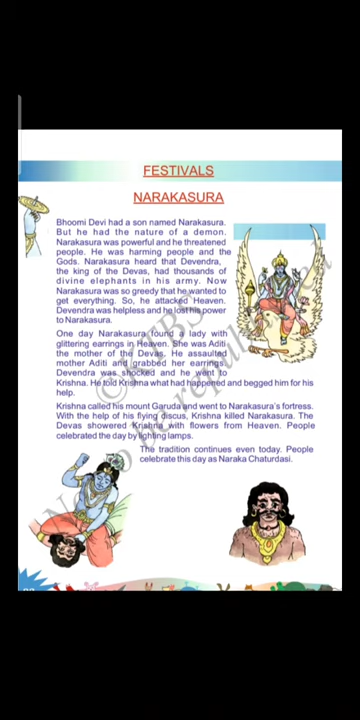 FESTIVALS
NARAKASURA
Bhoomi Devi had a son named Narakasura.
But he had the nature of a demon.
Narakasura was powerful and he threatened
people. He was harming people and the
Gods. Narakasura heard that Devendra,
the king of the Devas, had thousands of
divine elephants in his army. Now
Narakasura was so greedy that he wanted to
get everything. So, he attacked Heaven.
Devendra was helpless and he lost his power
to Narakasura.
One day Narakasura found a lady with
glittering earrings in Heaven. She was Aditi
the mother of the Devas. He assaulted
mother Aditi and grabbed her earrings.
Devendra was shocked and he went to
Krishna. He told Krishna what had happened and begged him for his
help.
Krishna called his mount Garuda and went to Narakasura's fortress.
With the help of his flying discus, Krishna killed Narakasura. The
Devas showered Krishna with flowers from Heaven. People
celebrated the day by lighting lamps.
The tradition continues even today. People
celebrate this day as Naraka Chaturdasi.